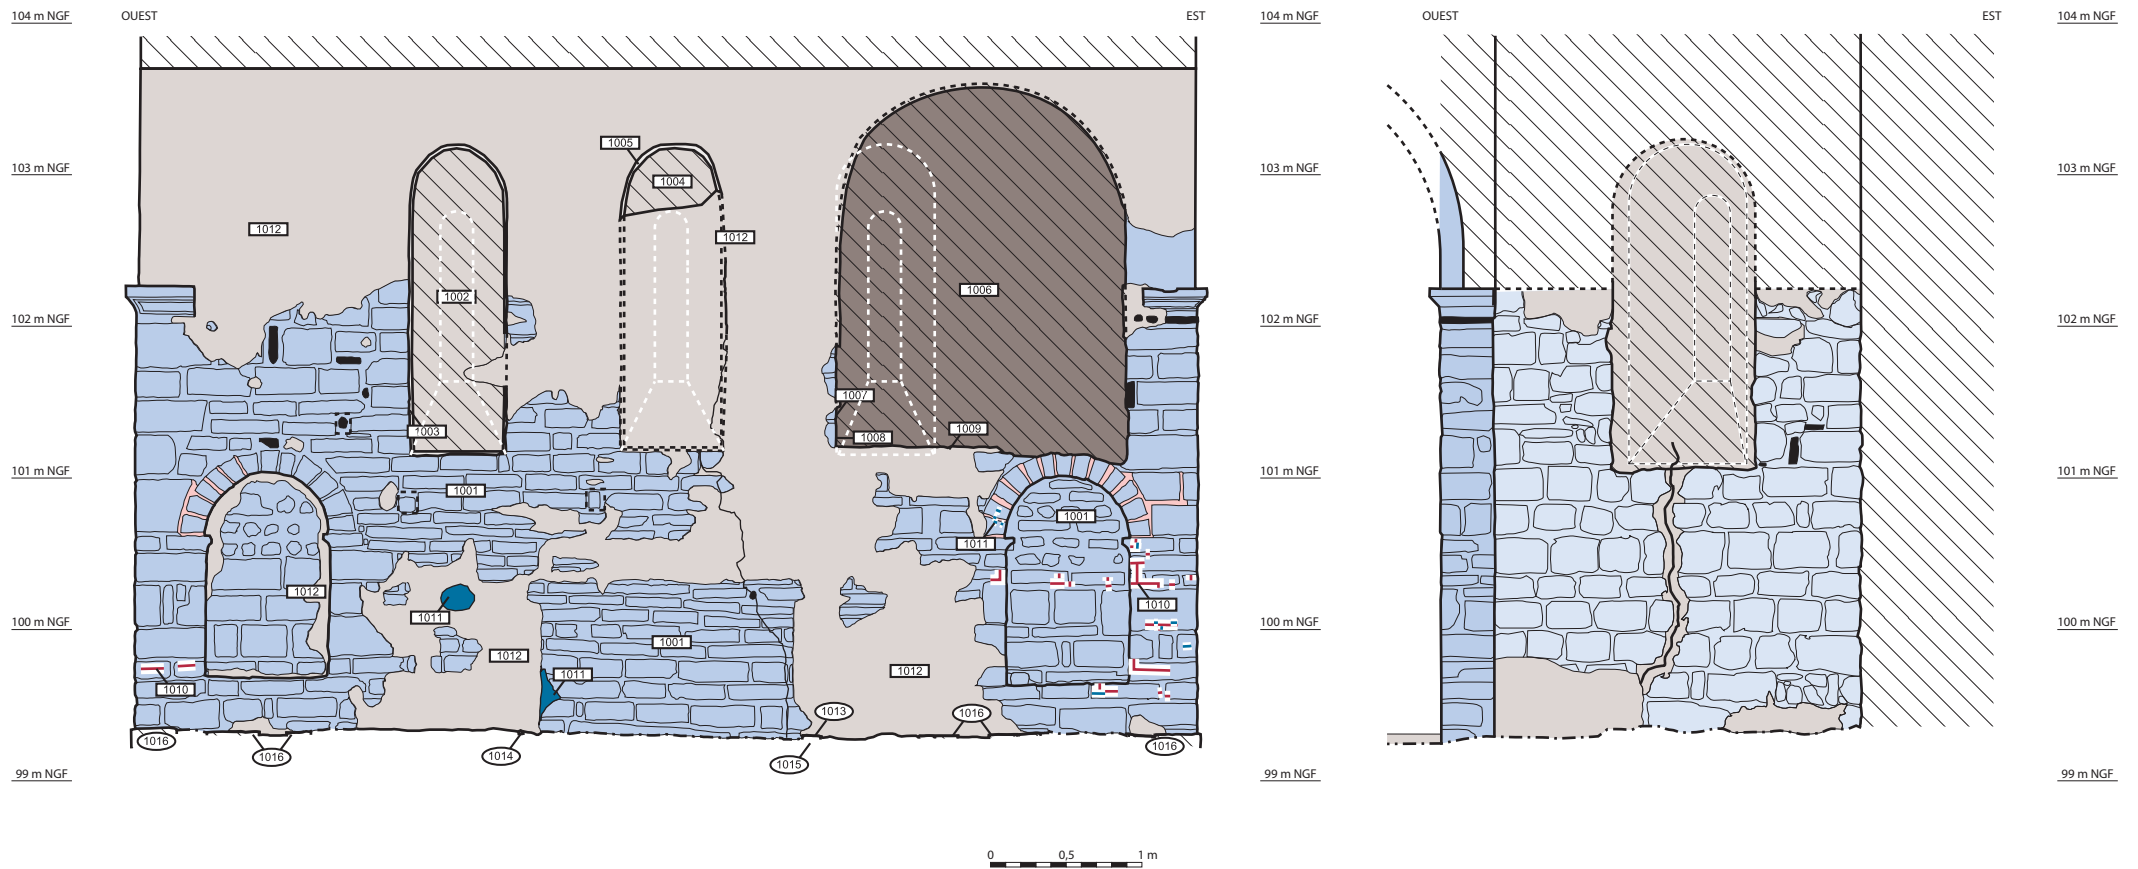 104 m NGF OUEST EST 104 m NGF OUEST EST 104 m NGF
1005
103 m NGF 103 m NGF 103 m NGF
1004
1012 1012
1002 1006
102 m NGF 102 m NGF 102 m NGF
1007
1003 1008 1009
101 m NGF 101 m NGF 101 m NGF
1001
1001
1011
1012 1010
1011
100 m NGF 100 m NGF 100 m NGF
1001
1012
1011 1012
1010
1013 1016
1016 1016
1016 1014 1015
99 m NGF 99 m NGF 99 m NGF
0 0,5 1 m